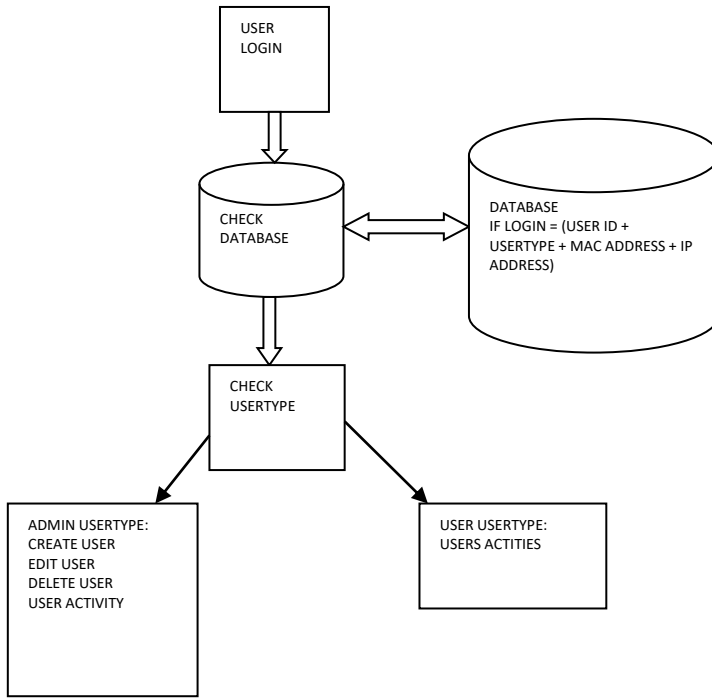 USER
LOGIN
CHECK
DATABASE
DATABASE
IF LOGIN = (USER ID +
USERTYPE + MAC ADDRESS + IP
ADDRESS)
CHECK
USERTYPE
ADMIN USERTYPE:
CREATE USER
EDIT USER
DELETE USER
USER ACTIVITY
USER USERTYPE:
USERS ACTITIES